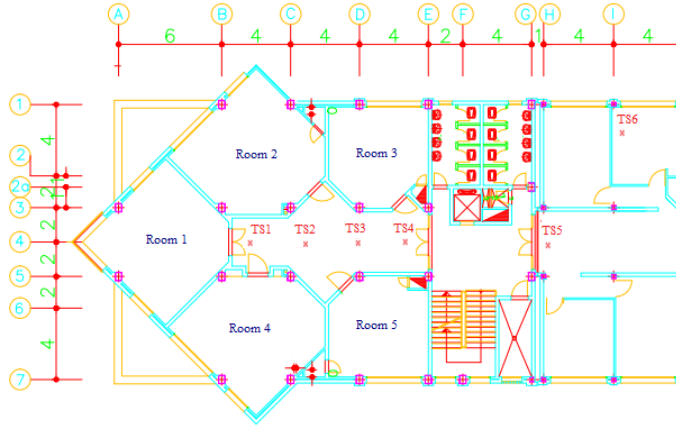 A B C D E F G H I
6 4 4 4 2 4 1 4 4
1
4
2
2a
2
1
3
2
4
2
5
2
6
4
7
TS6
Room 2
Room 3
Room 1
TS1
TS2
TS3
TS4
TS5
Room 4
Room 5